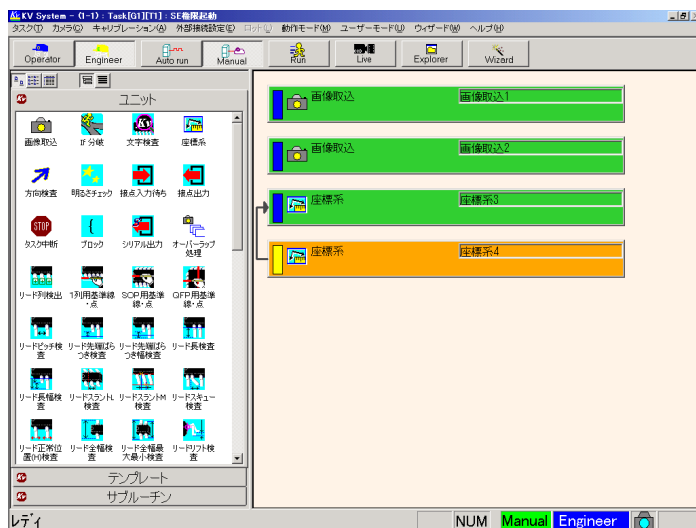 KV System - (1-1) : Task[G1][T1] : SE権限起動
タスク(T) カメラ(C) キャリブレーション(A) 外部接続設定(E) ロット(L) 動作モード(M) ユーザーモード(U) ウィザード(W) ヘルプ(H)
Operator Engineer Auto run Manual Run Live Explorer Wizard
ユニット
画像取込 IF 分岐 文字検査 座標系
方向検査 明るさチェック 接点入力待ち 接点出力
STOP
タスク中断 ブロック シリアル出力 オーバーラップ
処理
リード列検出 1列用基準線 SOP用基準 QFP用基準
・点 線・点 線・点
リードピッチ検 リード先端ばら リード先端ばら リード長検査
査 つき検査 つき幅検査
リード長幅検 リードスラントL リードスラントM リードスキュー
査 検査 検査 検査
リード正常位 リード全幅検 リード全幅最 リードリフト検
置(H)検査 査 大最小検査 査
テンプレート
サブルーチン
画像取込 画像取込1
画像取込 画像取込2
座標系 座標系3
座標系 座標系4
レディ NUM Manual Engineer